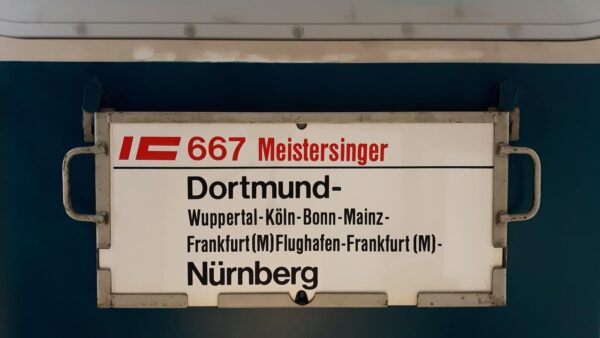 IC 667 Meistersinger
Dortmund-
Wuppertal-Köln-Bonn-Mainz-
Frankfurt (M) Flughafen-Frankfurt (M)-
Nürnberg